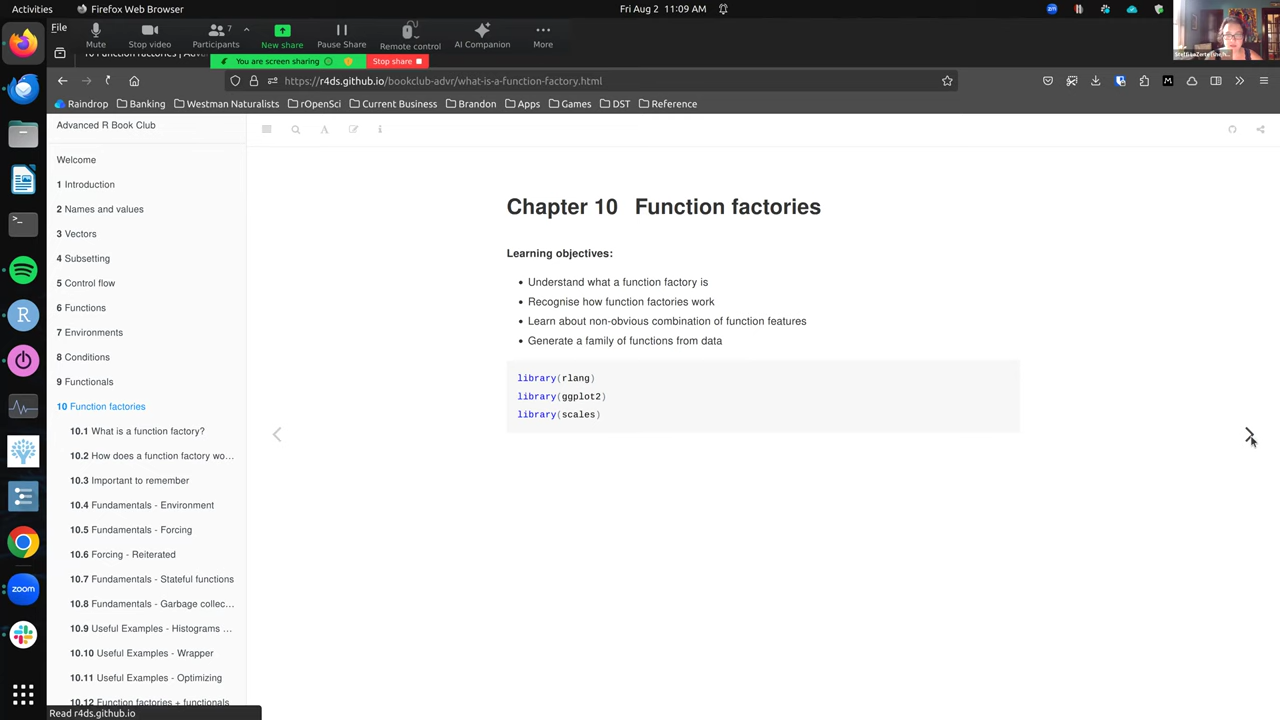 Activities
Firefox Web Browser
Fri Aug 2 11:09 AM
File
Mute
Stop video
7
Participants
New share
Pause Share
Remote control
AI Companion
More
You are screen sharing
Stop share
https://r4ds.github.io/bookclub-advr/what-is-a-function-factory.html
Raindrop
Banking
Westman Naturalists
rOpenSci
Current Business
Brandon
Apps
Games
DST
Reference
Advanced R Book Club
Welcome
1 Introduction
2 Names and values
3 Vectors
4 Subsetting
5 Control flow
6 Functions
7 Environments
8 Conditions
9 Functionals
10 Function factories
10.1 What is a function factory?
10.2 How does a function factory wo…
10.3 Important to remember
10.4 Fundamentals - Environment
10.5 Fundamentals - Forcing
10.6 Forcing - Reiterated
10.7 Fundamentals - Stateful functions
10.8 Fundamentals - Garbage collec…
10.9 Useful Examples - Histograms …
10.10 Useful Examples - Wrapper
10.11 Useful Examples - Optimizing
10.12 Function factories + functionals
Read r4ds.github.io
Chapter 10 Function factories
Learning objectives:
• Understand what a function factory is
• Recognise how function factories work
• Learn about non-obvious combination of function features
• Generate a family of functions from data
library(rlang)
library(ggplot2)
library(scales)
zoom